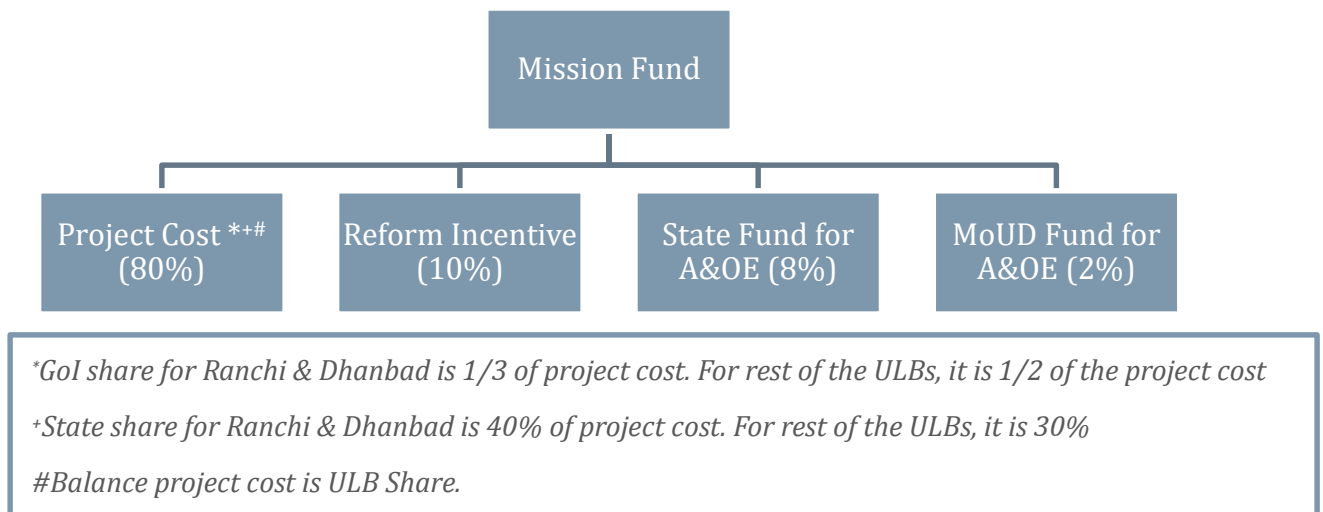 Mission Fund
Project Cost *+#
(80%)
Reform Incentive
(10%)
State Fund for
A&OE (8%)
MoUD Fund for
A&OE (2%)
*GoI share for Ranchi & Dhanbad is 1/3 of project cost. For rest of the ULBs, it is 1/2 of the project cost
+State share for Ranchi & Dhanbad is 40% of project cost. For rest of the ULBs, it is 30%
#Balance project cost is ULB Share.